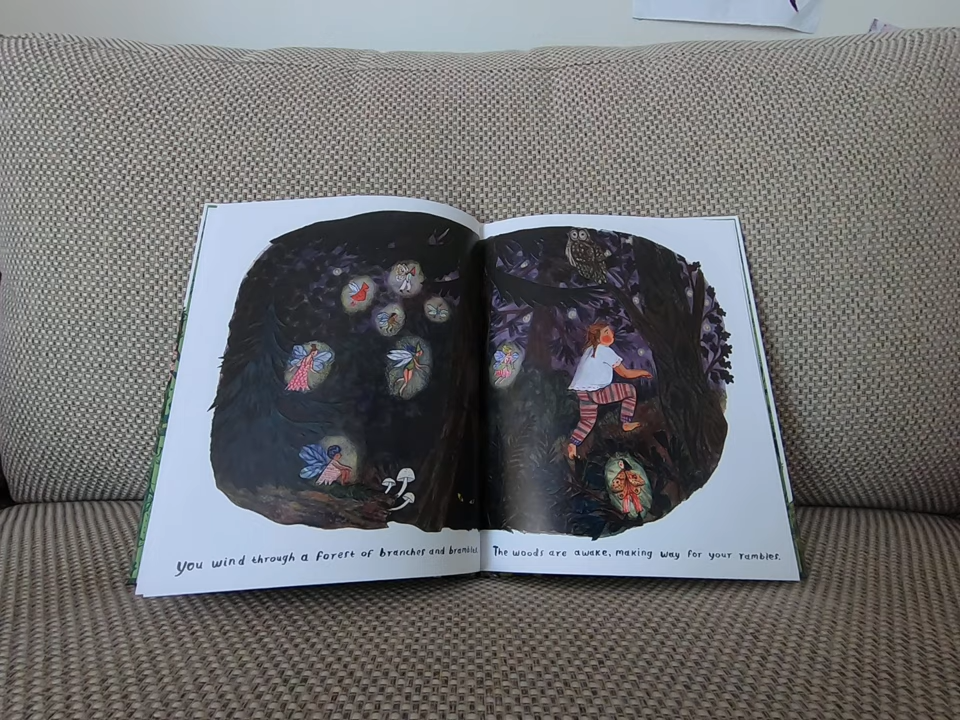 You wind through a forest of branches and brambles.
The woods are awake, making way for your rambles.